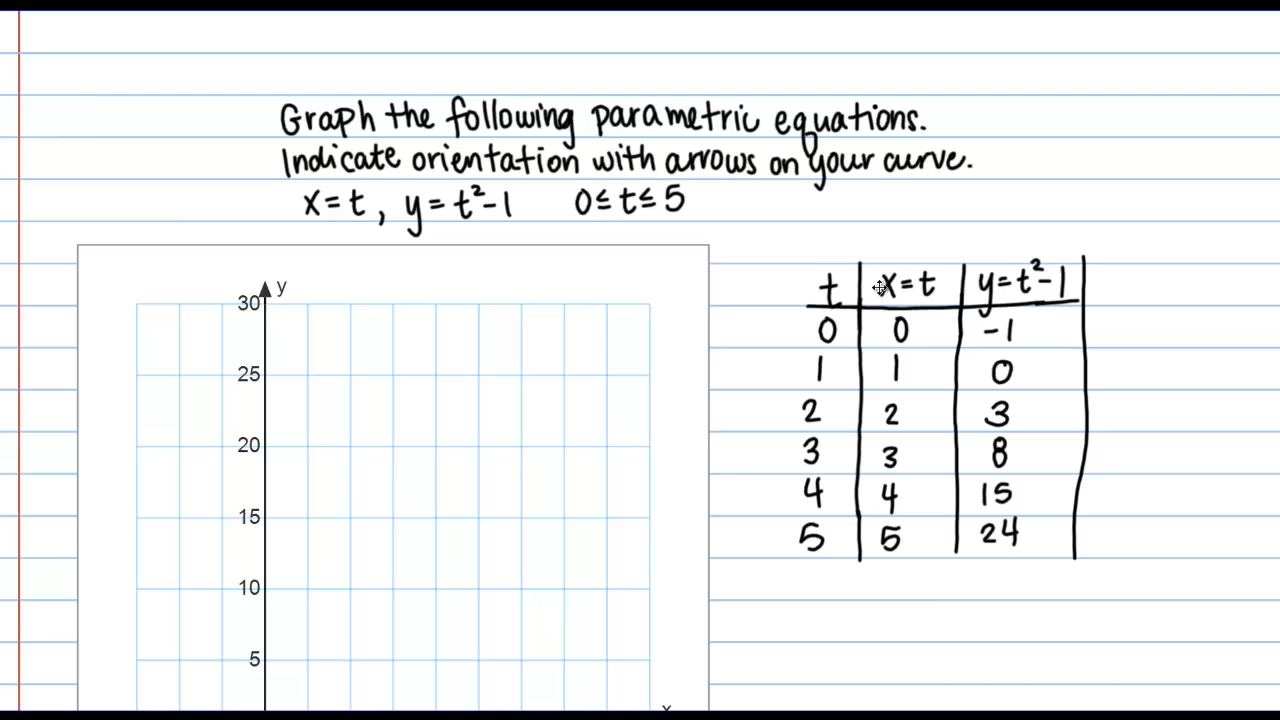 Graph the following parametric equations.
Indicate orientation with arrows on your curve.
x = t, y = t² - 1 0 ≤ t ≤ 5
y
30
25
20
15
10
5
x
t x = t y = t² - 1
0 0 -1
1 1 0
2 2 3
3 3 8
4 4 15
5 5 24